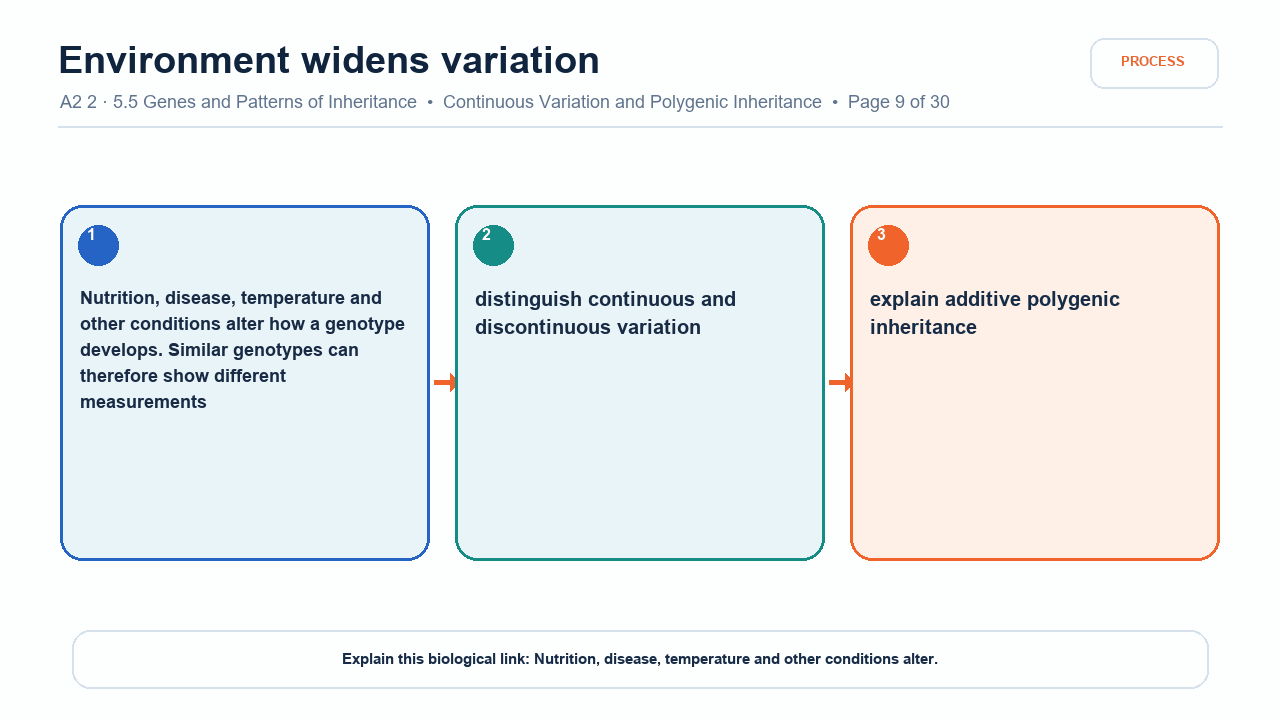 Environment widens variation
PROCESS
A2 2 · 5.5 Genes and Patterns of Inheritance • Continuous Variation and Polygenic Inheritance • Page 9 of 30
1
Nutrition, disease, temperature and
other conditions alter how a genotype
develops. Similar genotypes can
therefore show different
measurements
2
distinguish continuous and
discontinuous variation
3
explain additive polygenic
inheritance
Explain this biological link: Nutrition, disease, temperature and other conditions alter.